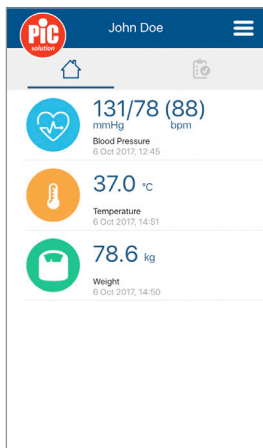 PiC
solution
John Doe
131/78 (88)
mmHg bpm
Blood Pressure
6 Oct 2017, 12:45
37.0 °C
Temperature
6 Oct 2017, 14:51
78.6 kg
Weight
6 Oct 2017, 14:50